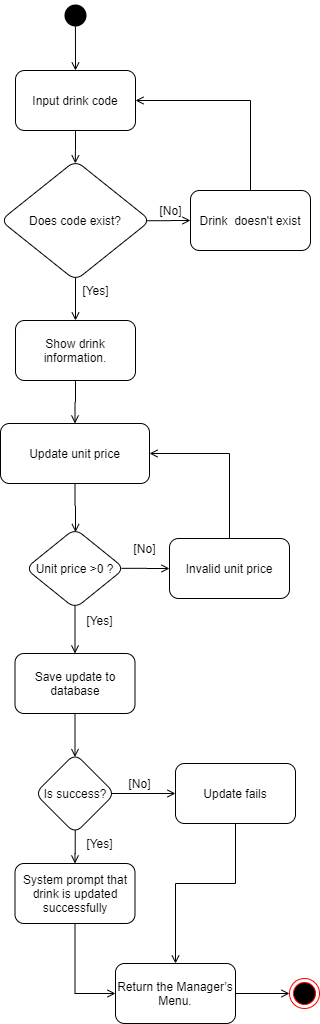 Input drink code
Does code exist?
[No]
Drink  doesn't exist
[Yes]
Show drink
information.
Update unit price
Unit price >0 ?
[No]
Invalid unit price
[Yes]
Save update to
database
Is success?
[No]
Update fails
[Yes]
System prompt that
drink is updated
successfully
Return the Manager's
Menu.